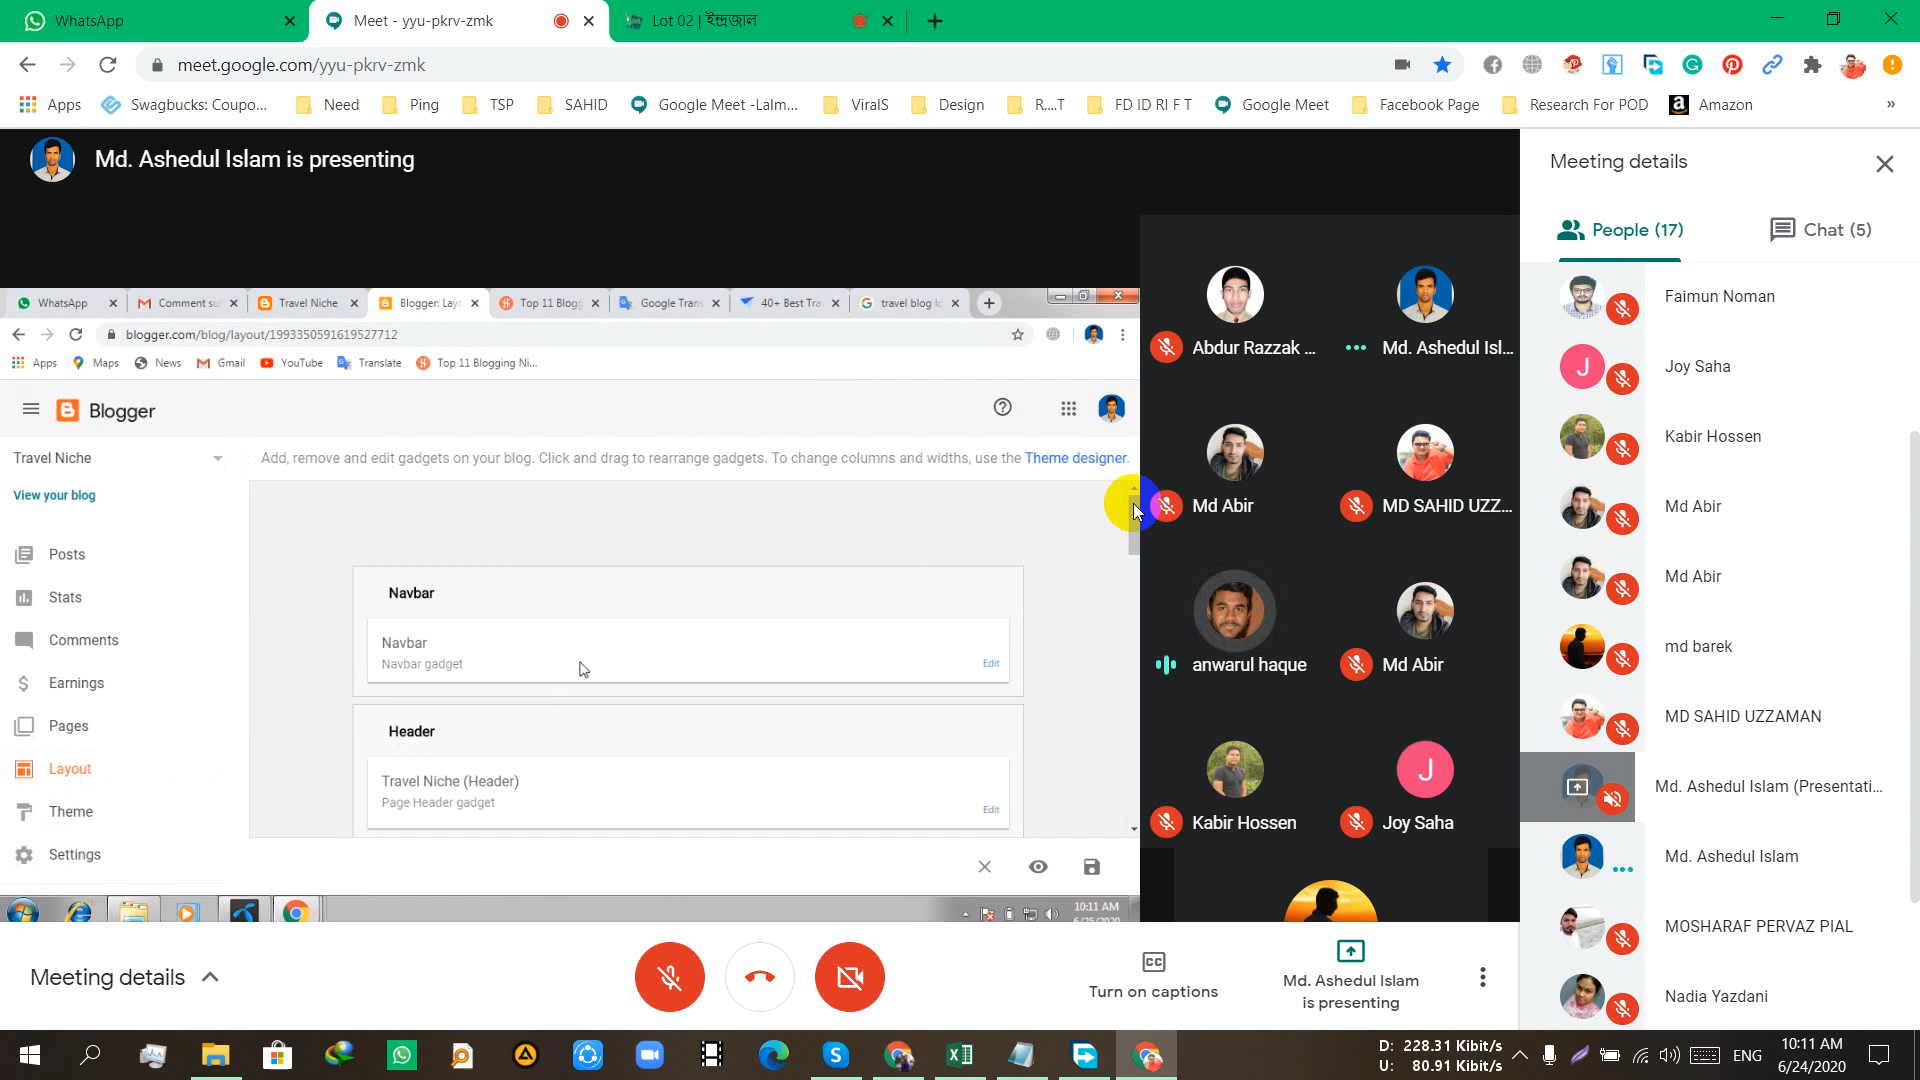 WhatsApp
Meet - yyu-pkrv-zmk
Lot 02 | ইন্দ্রজাল
meet.google.com/yyu-pkrv-zmk
Apps
Swagbucks: Coupo...
Need
Ping
TSP
SAHID
Google Meet -Lalm...
ViralS
Design
R....T
FD ID RI F T
Google Meet
Facebook Page
Research For POD
Amazon
»
Md. Ashedul Islam is presenting
WhatsApp
Comment su
Travel Niche
Blogger: Layo
Top 11 Blogg
Google Trans
40+ Best Tra
travel blog lo
blogger.com/blog/layout/1993350591619527712
Apps
Maps
News
Gmail
YouTube
Translate
Top 11 Blogging Ni...
Blogger
Travel Niche
View your blog
Add, remove and edit gadgets on your blog. Click and drag to rearrange gadgets. To change columns and widths, use the Theme designer.
Posts
Stats
Comments
Earnings
Pages
Layout
Theme
Settings
Navbar
Navbar
Navbar gadget
Edit
Header
Travel Niche (Header)
Page Header gadget
Edit
10:11 AM
6/25/2020
Abdur Razzak ...
Md. Ashedul Isl...
Md Abir
MD SAHID UZZ...
anwarul haque
Md Abir
Kabir Hossen
J
Joy Saha
Meeting details
People (17)
Chat (5)
Faimun Noman
J
Joy Saha
Kabir Hossen
Md Abir
Md Abir
md barek
MD SAHID UZZAMAN
Md. Ashedul Islam (Presentati...
Md. Ashedul Islam
MOSHARAF PERVAZ PIAL
Nadia Yazdani
Meeting details
CC
Turn on captions
Md. Ashedul Islam
is presenting
D: 228.31 Kibit/s
U: 80.91 Kibit/s
ENG
10:11 AM
6/24/2020